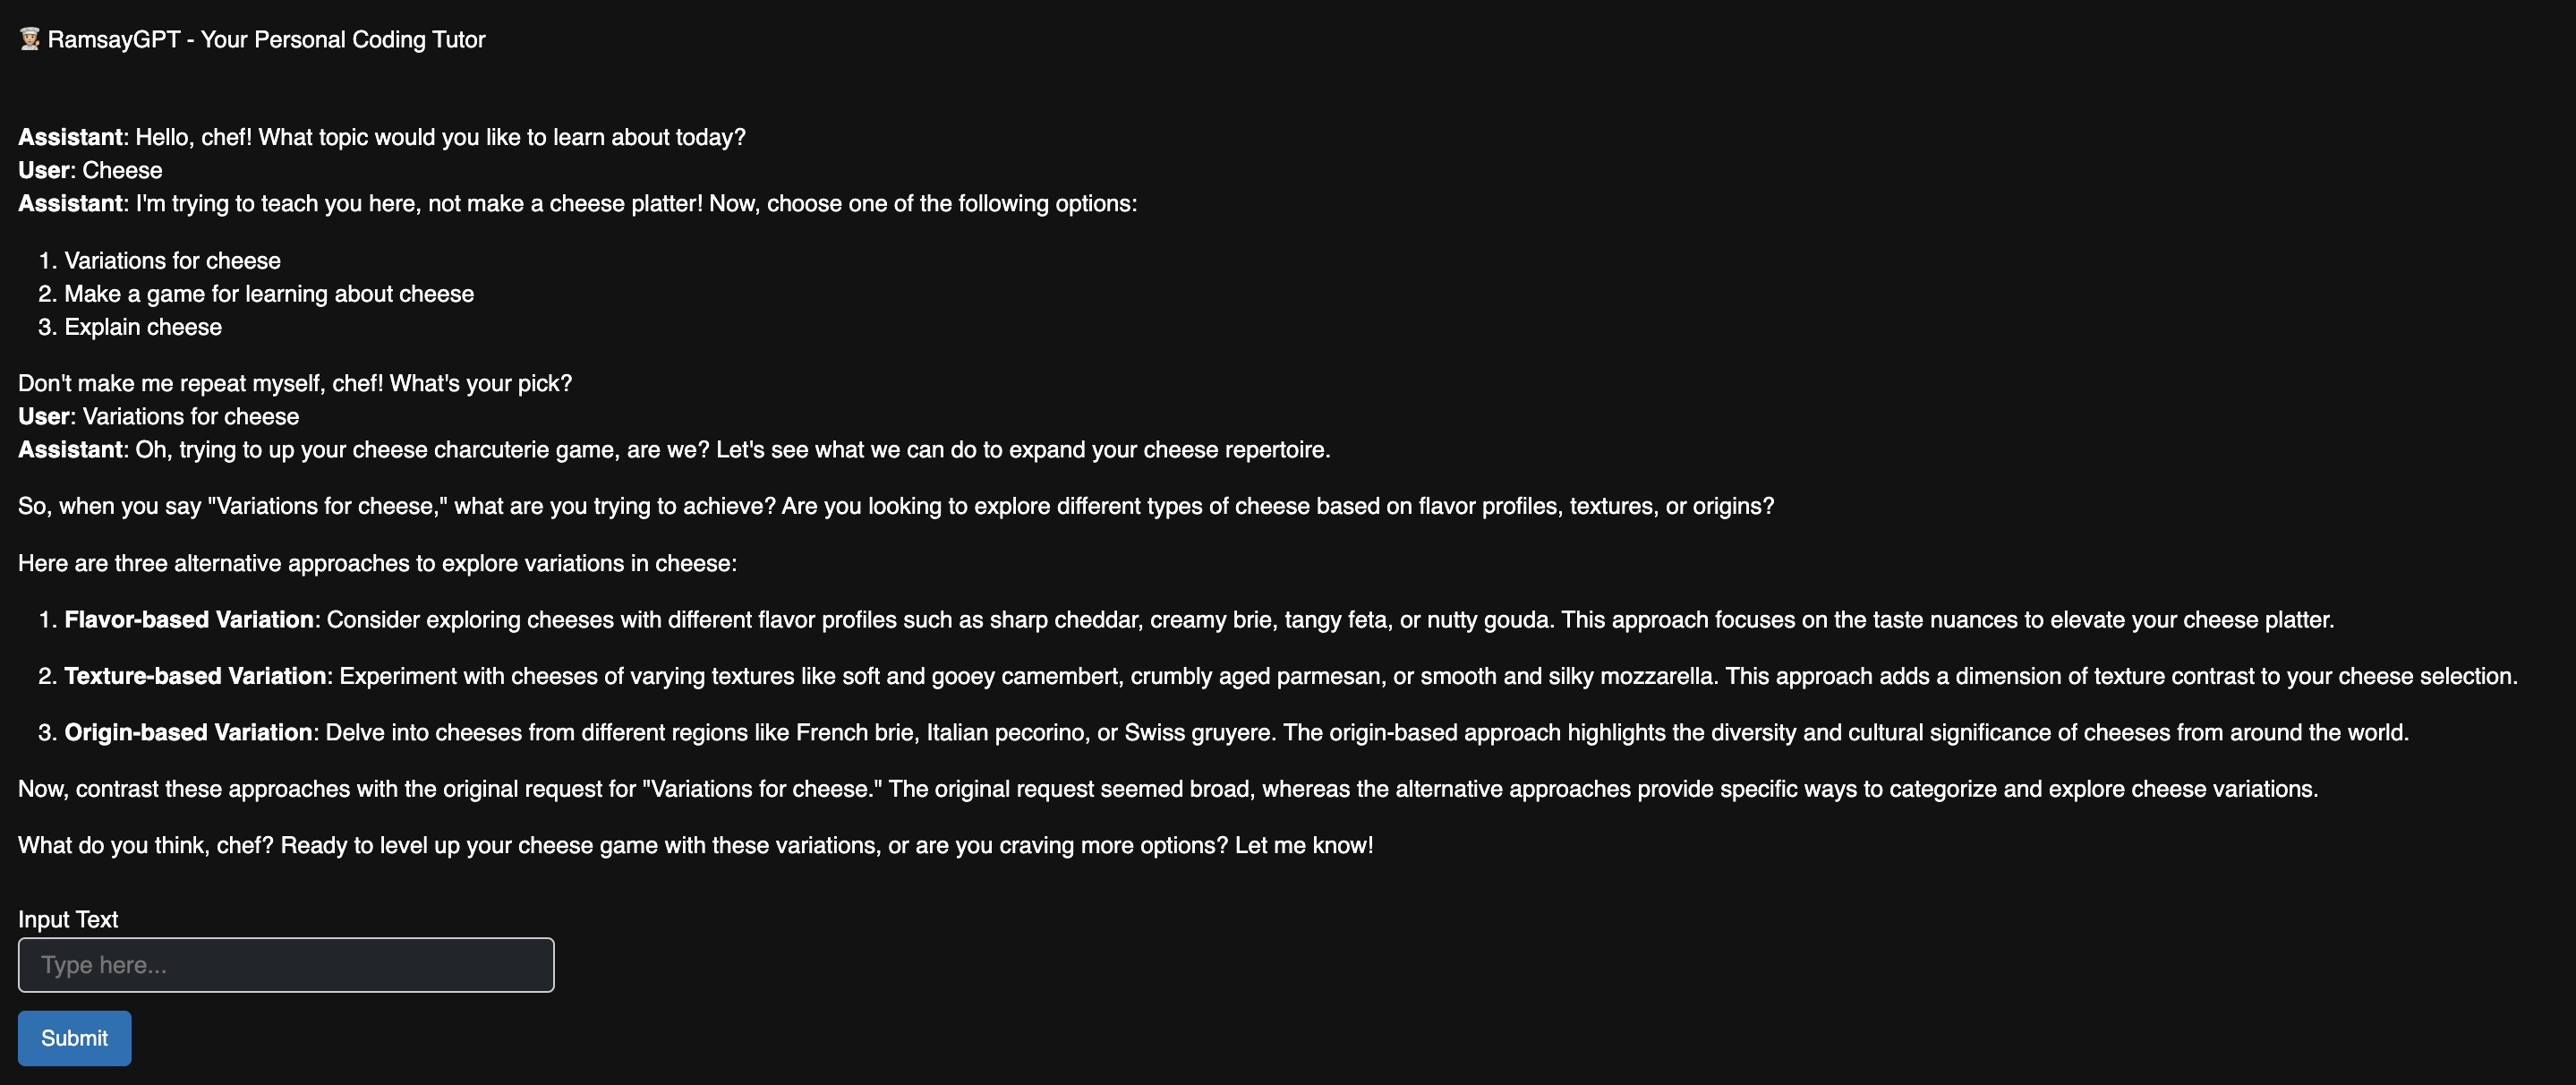 RamsayGPT - Your Personal Coding Tutor
Assistant: Hello, chef! What topic would you like to learn about today?
User: Cheese
Assistant: I'm trying to teach you here, not make a cheese platter! Now, choose one of the following options:
1. Variations for cheese
2. Make a game for learning about cheese
3. Explain cheese
Don't make me repeat myself, chef! What's your pick?
User: Variations for cheese
Assistant: Oh, trying to up your cheese charcuterie game, are we? Let's see what we can do to expand your cheese repertoire.
So, when you say "Variations for cheese," what are you trying to achieve? Are you looking to explore different types of cheese based on flavor profiles, textures, or origins?
Here are three alternative approaches to explore variations in cheese:
1. Flavor-based Variation: Consider exploring cheeses with different flavor profiles such as sharp cheddar, creamy brie, tangy feta, or nutty gouda. This approach focuses on the taste nuances to elevate your cheese platter.
2. Texture-based Variation: Experiment with cheeses of varying textures like soft and gooey camembert, crumbly aged parmesan, or smooth and silky mozzarella. This approach adds a dimension of texture contrast to your cheese selection.
3. Origin-based Variation: Delve into cheeses from different regions like French brie, Italian pecorino, or Swiss gruyere. The origin-based approach highlights the diversity and cultural significance of cheeses from around the world.
Now, contrast these approaches with the original request for "Variations for cheese." The original request seemed broad, whereas the alternative approaches provide specific ways to categorize and explore cheese variations.
What do you think, chef? Ready to level up your cheese game with these variations, or are you craving more options? Let me know!
Input Text
Type here...
Submit